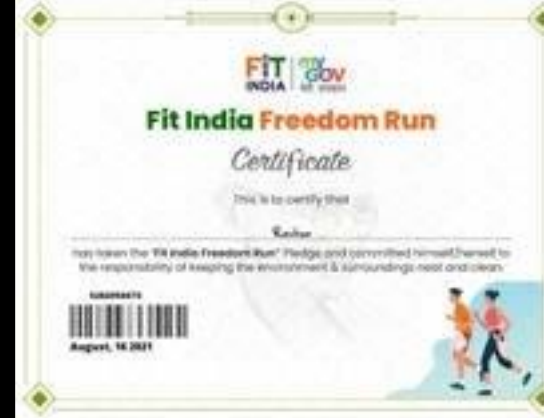 FIT
INDIA
my
GOV
Fit India Freedom Run
Certificate
This is to certify that
has taken the "Fit India Freedom Run" Pledge and committed himself/herself to
the responsibility of keeping the environment & surroundings neat and clean.
August, 16 2021